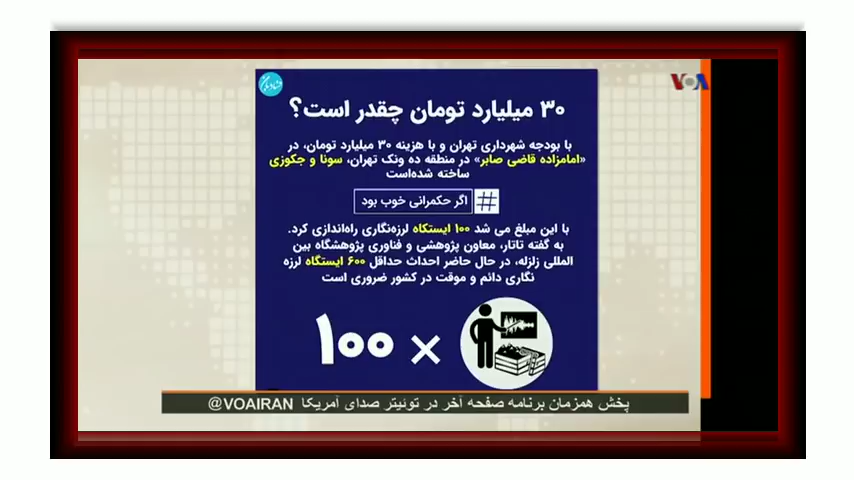 VOA
۳۰ میلیارد تومان چقدر است؟
با بودجه شهرداری تهران و با هزینه ۳۰ میلیارد تومان، در
«امامزاده قاضی صابر» در منطقه ده ونک تهران، سونا و جکوزی
ساخته شده‌است
# اگر حکمرانی خوب بود
با این مبلغ می شد ۱۰۰ ایستگاه لرزه‌نگاری راه‌اندازی کرد.
به گفته تاتار، معاون پژوهشی و فناوری پژوهشگاه بین
المللی زلزله، در حال حاضر احداث حداقل ۶۰۰ ایستگاه لرزه
نگاری دائم و موقت در کشور ضروری است
۱۰۰ ×
پخش همزمان برنامه صفحه آخر در توئیتر صدای آمریکا @VOAIRAN